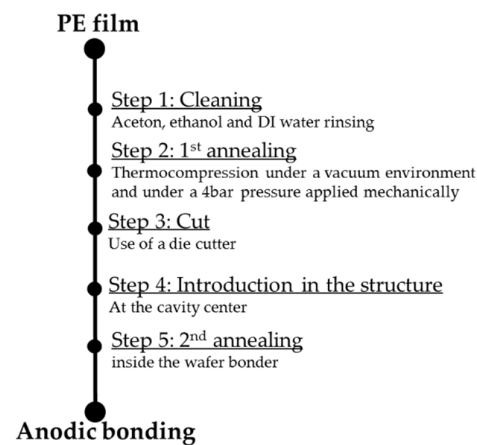 PE film
Step 1: Cleaning
Aceton, ethanol and DI water rinsing
Step 2: 1st annealing
Thermocompression under a vacuum environment
and under a 4bar pressure applied mechanically
Step 3: Cut
Use of a die cutter
Step 4: Introduction in the structure
At the cavity center
Step 5: 2nd annealing
inside the wafer bonder
Anodic bonding